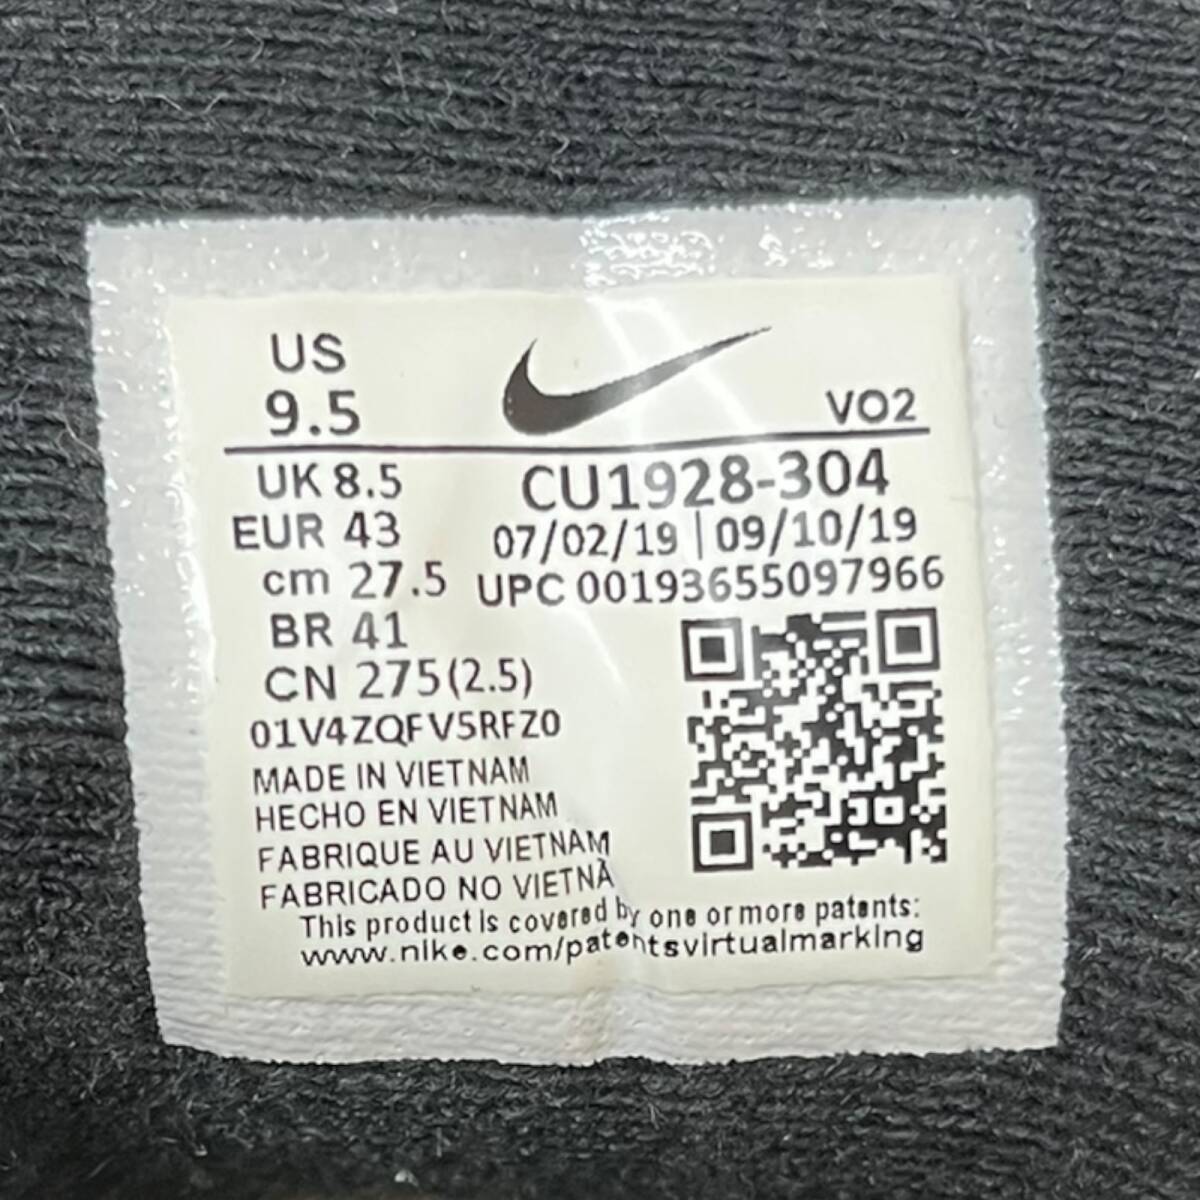 US
9.5
VO2
UK 8.5
EUR 43
cm 27.5
BR 41
CN 275(2.5)
CU1928-304
07/02/19 | 09/10/19
UPC 00193655097966
01V4ZQFV5RFZ0
MADE IN VIETNAM
HECHO EN VIETNAM
FABRIQUE AU VIETNAM
FABRICADO NO VIETNÃ
This product is covered by one or more patents:
www.nike.com/patentsvirtualmarking